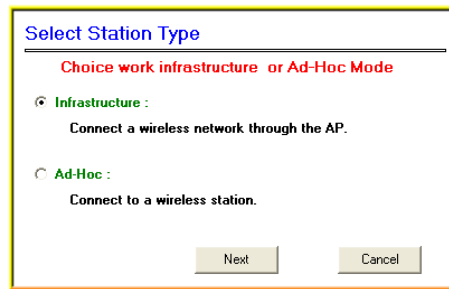 Select Station Type
Choice work infrastructure or Ad-Hoc Mode
Infrastructure :
Connect a wireless network through the AP.
Ad-Hoc :
Connect to a wireless station.
Next Cancel